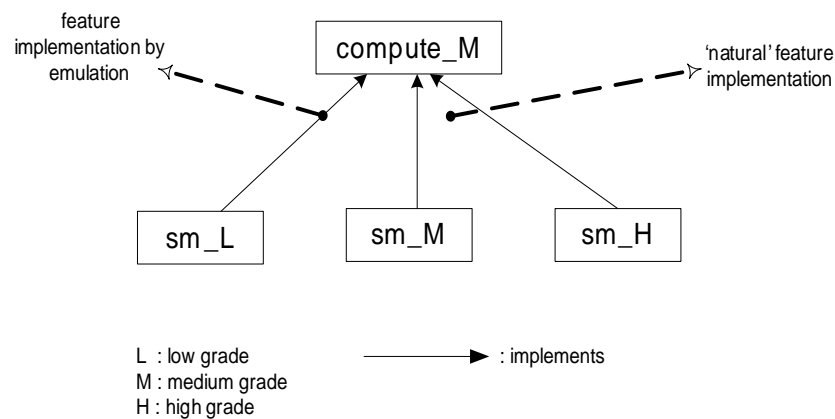 feature
implementation by
emulation
compute_M
‘natural’ feature
implementation
sm_L
sm_M
sm_H
L : low grade
M : medium grade
H : high grade
: implements